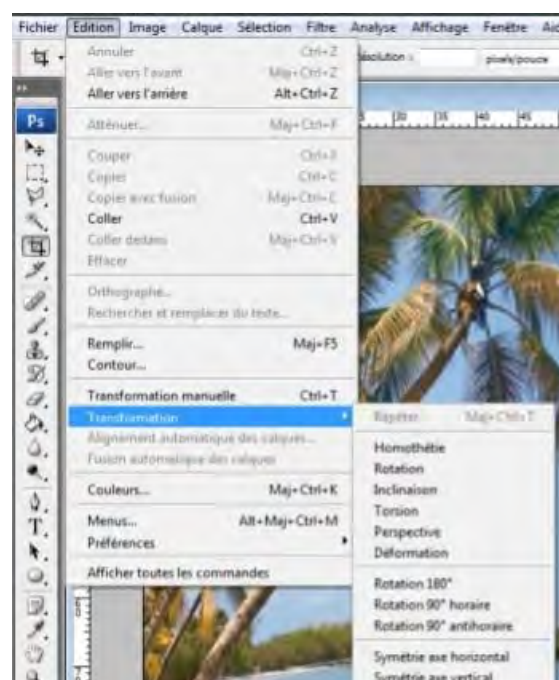 Fichier Edition Image Calque Sélection Filtre Analyse Affichage Fenêtre
Annuler Ctrl+Z
Aller vers l'avant Maj+Ctrl+Z
Aller vers l'arrière Alt+Ctrl+Z
Atténuer... Maj+Ctrl+F
Couper Ctrl+X
Copier Ctrl+C
Copier avec fusion Maj+Ctrl+C
Coller Ctrl+V
Coller dedans Maj+Ctrl+V
Effacer
Orthographe...
Rechercher et remplacer du texte...
Remplir... Maj+F5
Contour...
Transformation manuelle Ctrl+T
Transformation
Alignement automatique des calques...
Fusion automatique des calques
Couleurs... Maj+Ctrl+K
Menus... Alt+Maj+Ctrl+M
Préférences
Afficher toutes les commandes
Répéter Maj+Ctrl+T
Homothétie
Rotation
Inclinaison
Torsion
Perspective
Déformation
Rotation 180°
Rotation 90° horaire
Rotation 90° antihoraire
Symétrie axe horizontal
Symétrie axe vertical
pixels/pouce
Ps
35 40 45